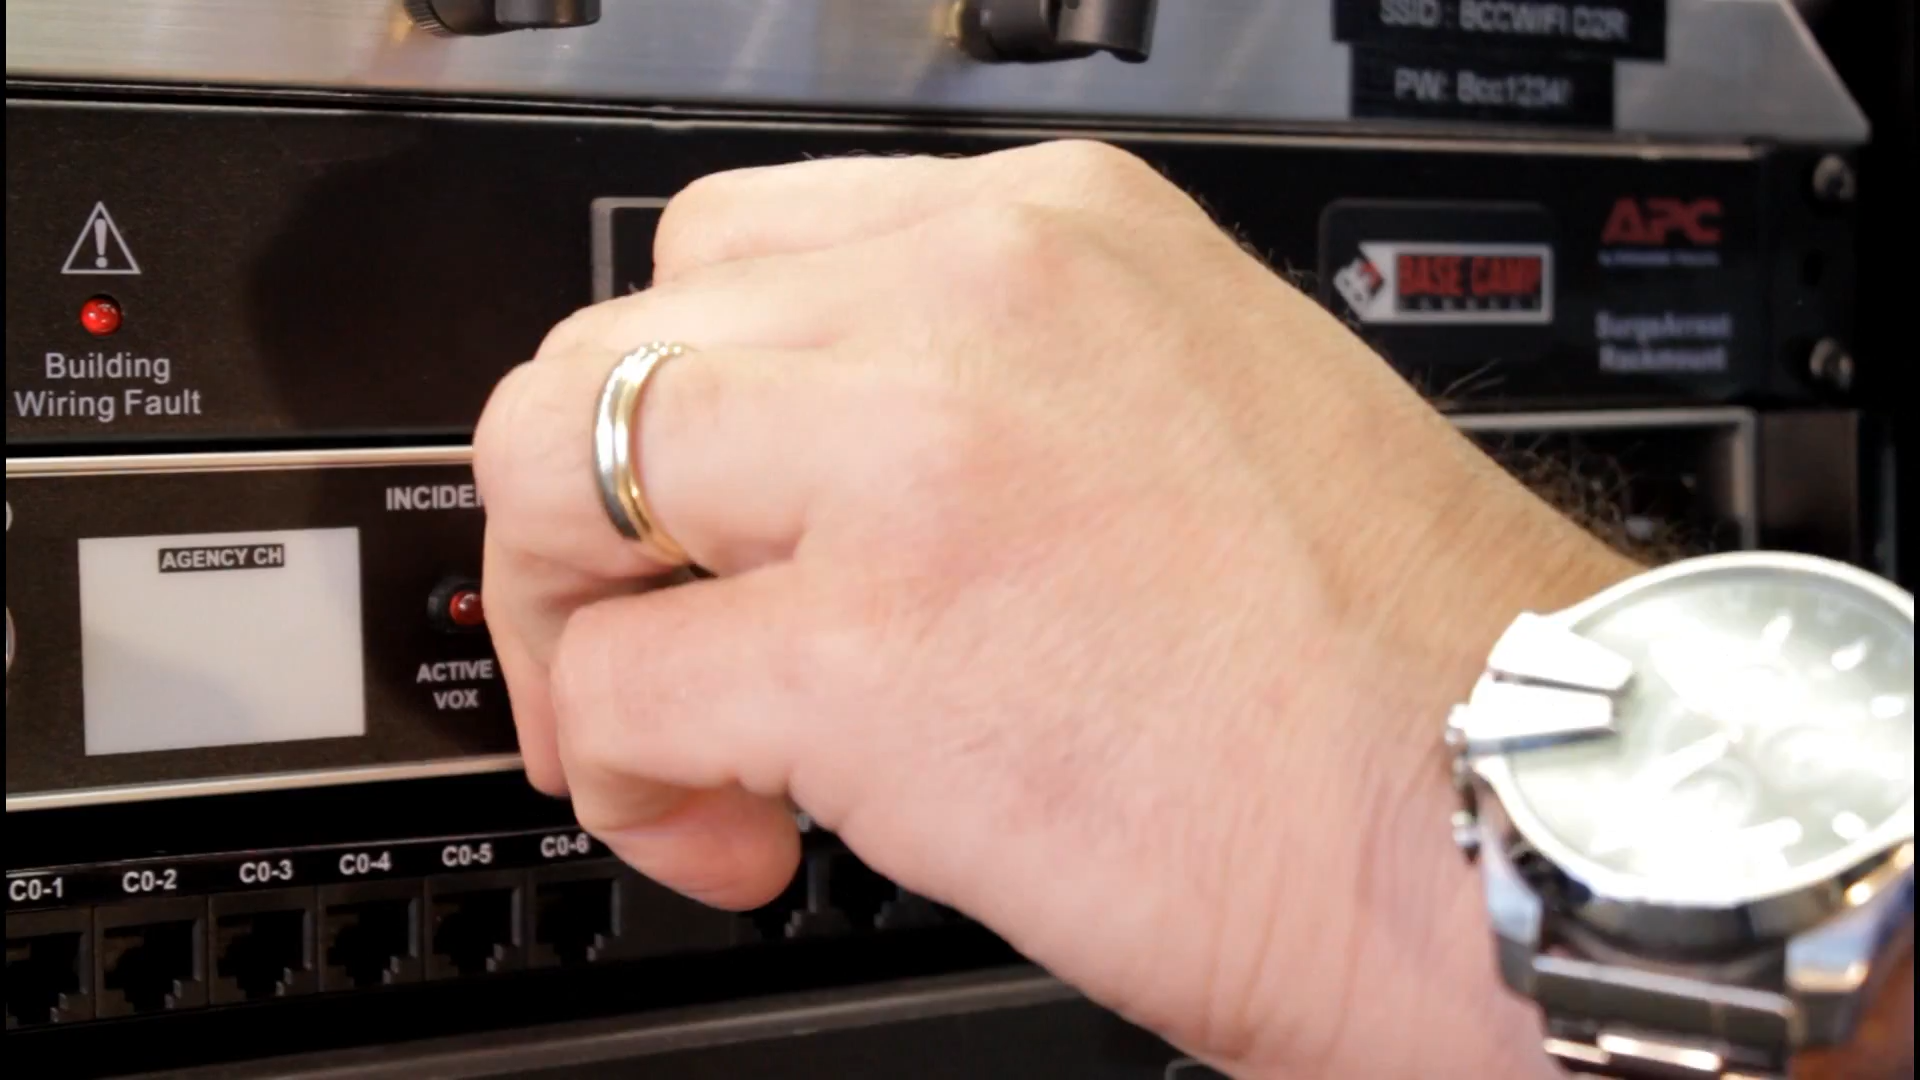 SSID : BCCWIFI D2R
PW: Bcc1234!
APC
BASE CAMP
CONNECT
SurgeArrest
Rackmount
Building
Wiring Fault
INCIDE
AGENCY CH
ACTIVE
VOX
C0-1 C0-2 C0-3 C0-4 C0-5 C0-6